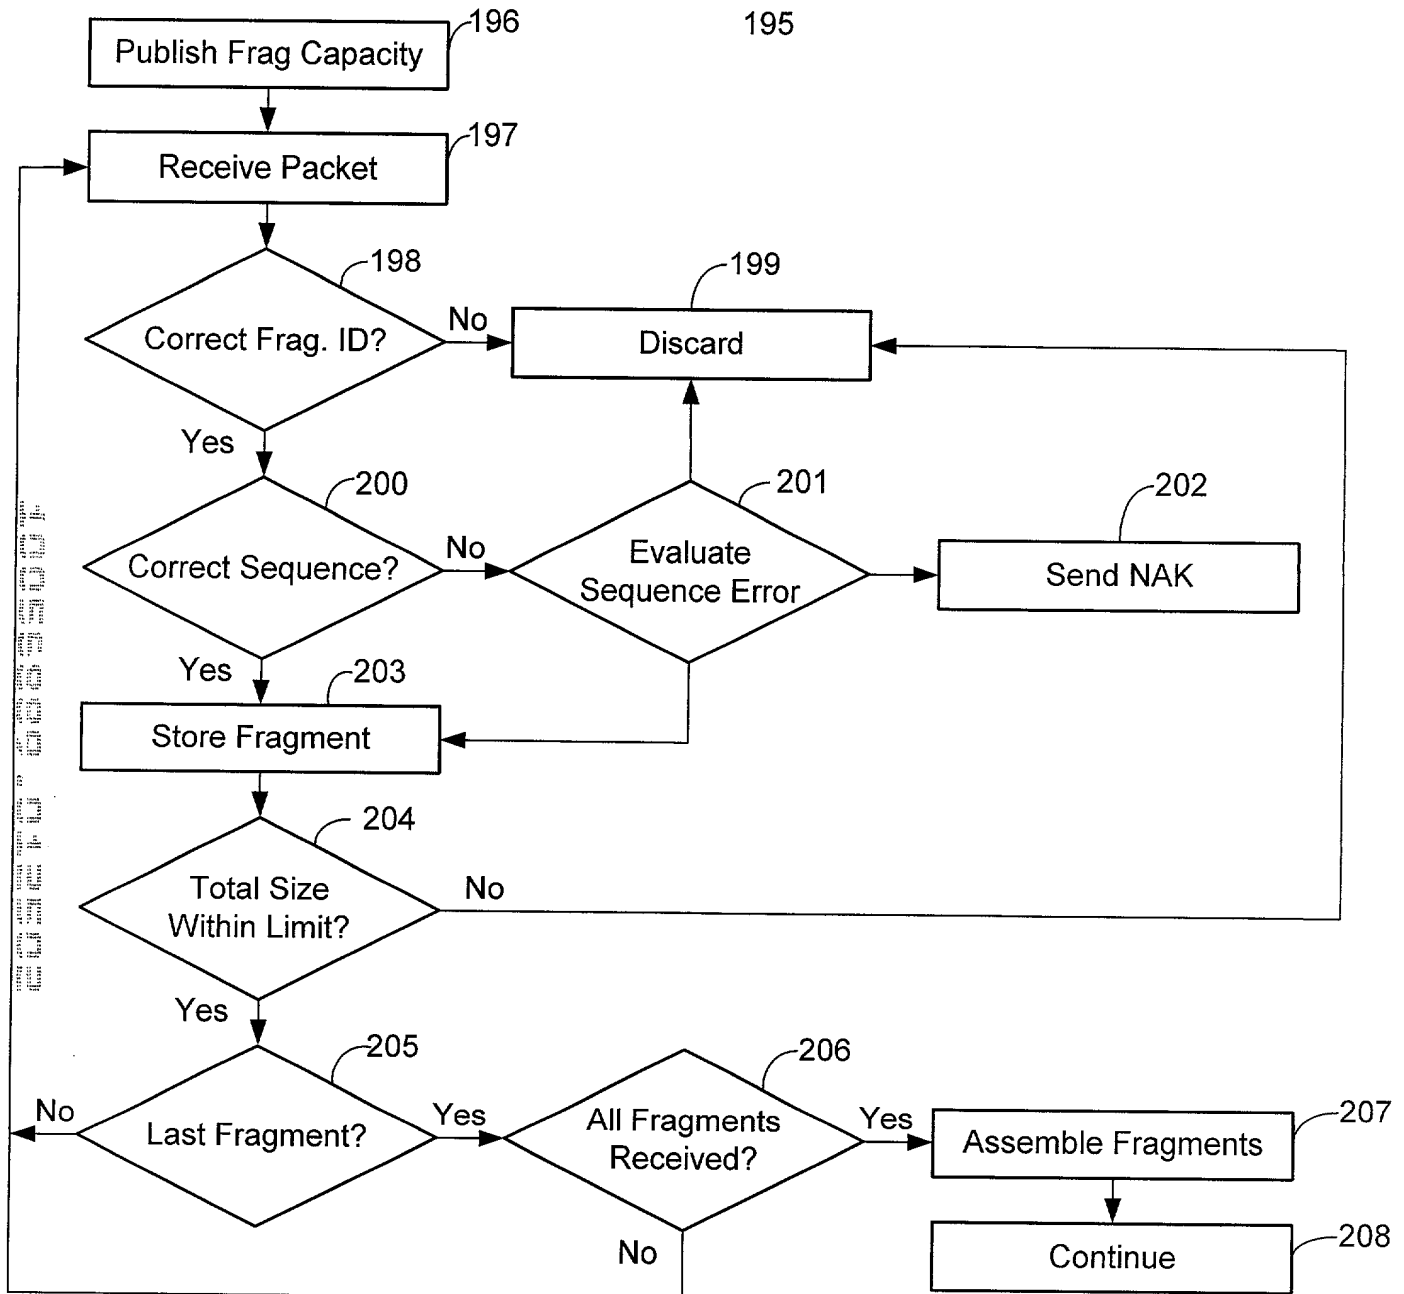 196
195
Publish Frag Capacity
197
Receive Packet
198
199
No
Correct Frag. ID?
Discard
Yes
200
201
202
No
Evaluate
Sequence Error
Correct Sequence?
Send NAK
Yes
203
Store Fragment
204
Total Size
Within Limit?
No
Yes
205
206
No
Last Fragment?
Yes
All Fragments
Received?
Yes
207
Assemble Fragments
No
Continue
208